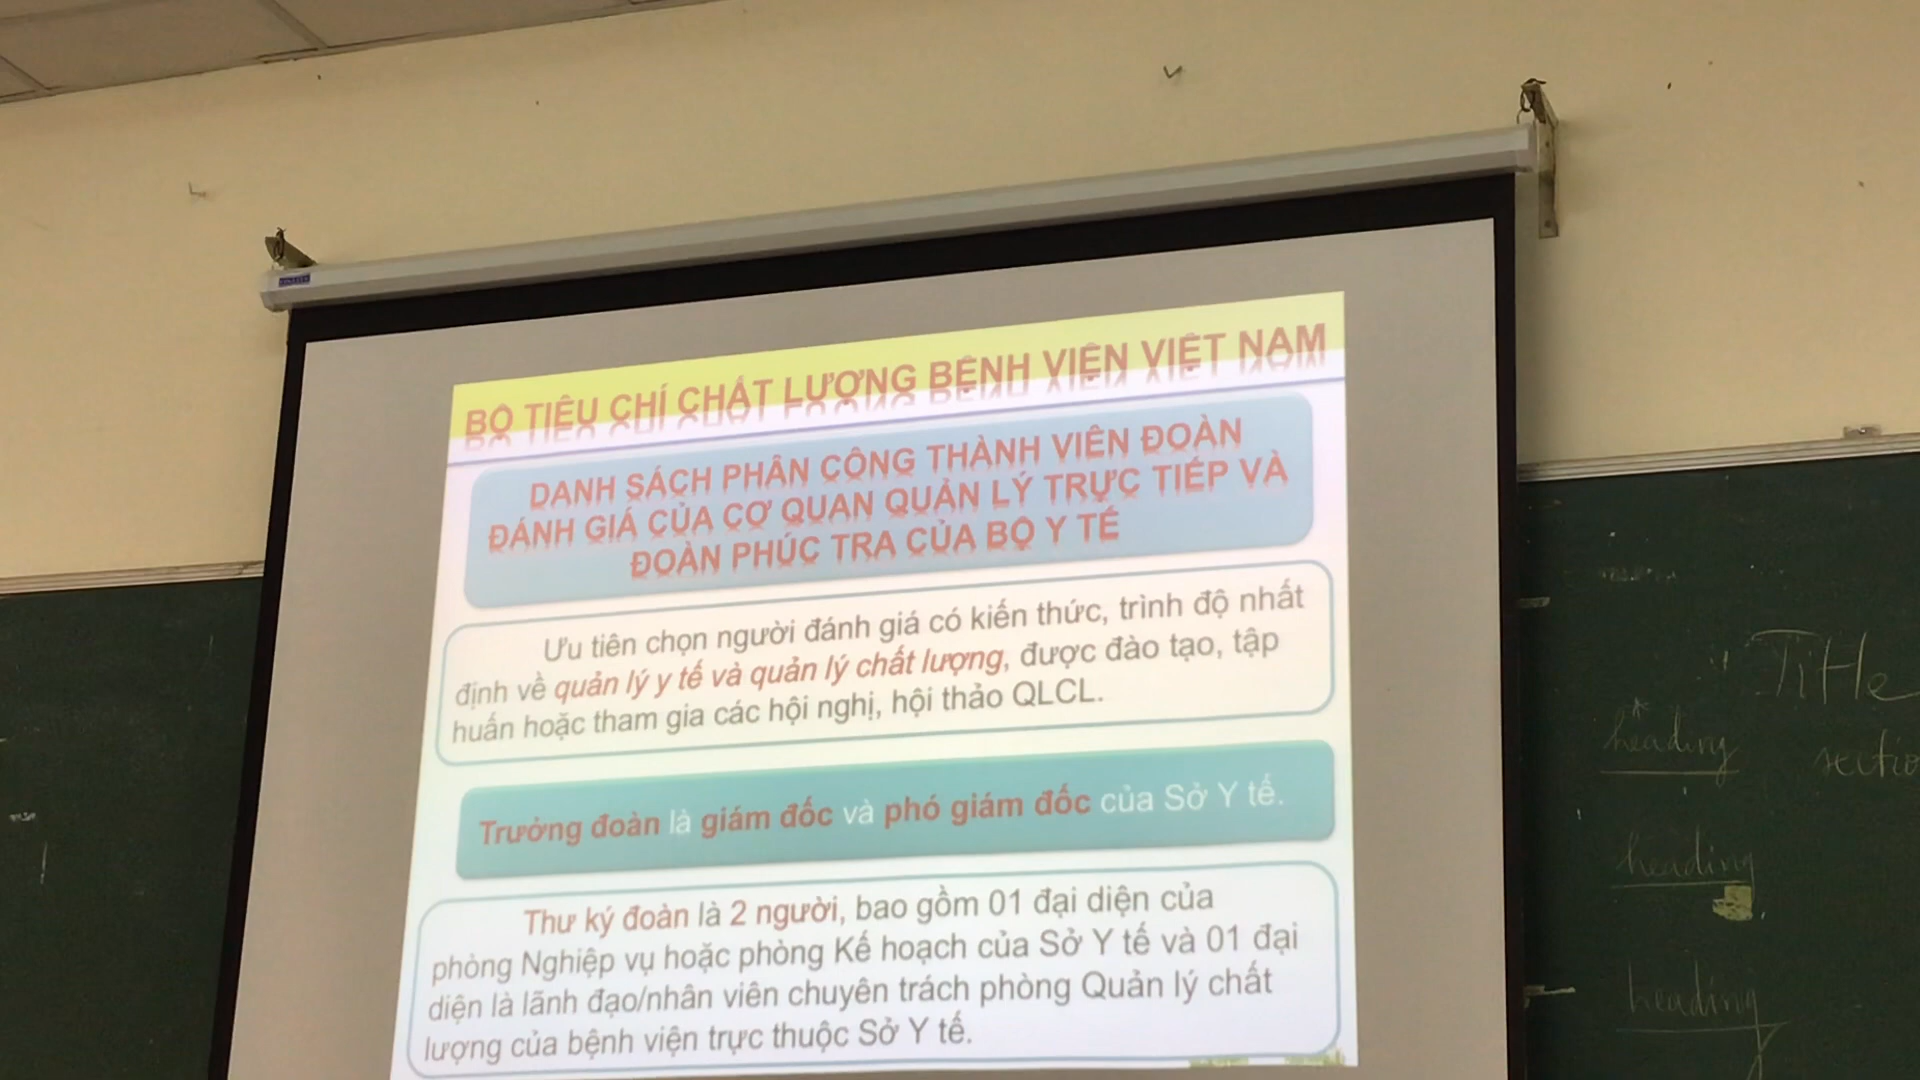 BỘ TIÊU CHÍ CHẤT LƯỢNG BỆNH VIỆN VIỆT NAM
DANH SÁCH PHÂN CÔNG THÀNH VIÊN ĐOÀN
ĐÁNH GIÁ CỦA CƠ QUAN QUẢN LÝ TRỰC TIẾP VÀ
ĐOÀN PHÚC TRA CỦA BỘ Y TẾ
Ưu tiên chọn người đánh giá có kiến thức, trình độ nhất
định về quản lý y tế và quản lý chất lượng, được đào tạo, tập
huấn hoặc tham gia các hội nghị, hội thảo QLCL.
Trưởng đoàn là giám đốc và phó giám đốc của Sở Y tế.
Thư ký đoàn là 2 người, bao gồm 01 đại diện của
phòng Nghiệp vụ hoặc phòng Kế hoạch của Sở Y tế và 01 đại
diện là lãnh đạo/nhân viên chuyên trách phòng Quản lý chất
lượng của bệnh viện trực thuộc Sở Y tế.
Title
heading sectio
heading
heading